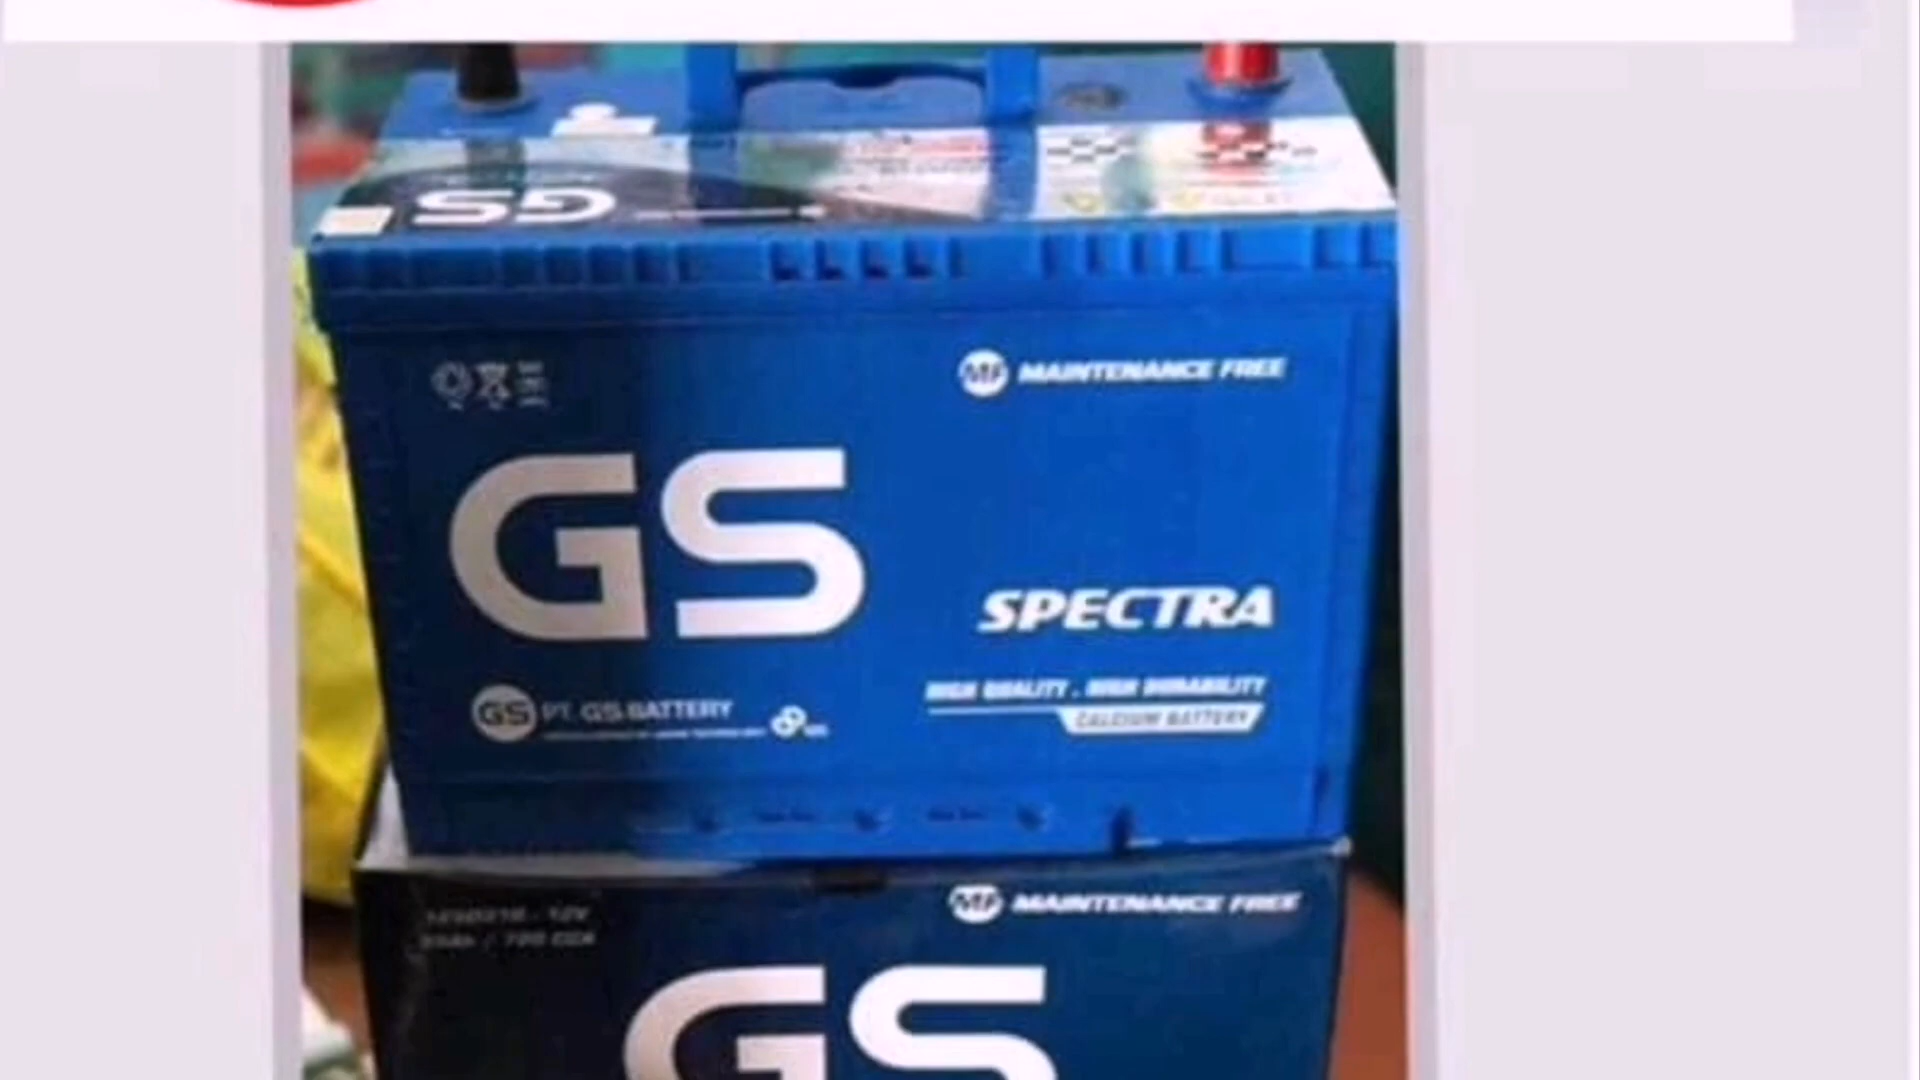 GS
MF MAINTENANCE FREE
GS
SPECTRA
HIGH QUALITY . HIGH DURABILITY
CALCIUM BATTERY
GS PT. GS BATTERY
MF MAINTENANCE FREE
GS